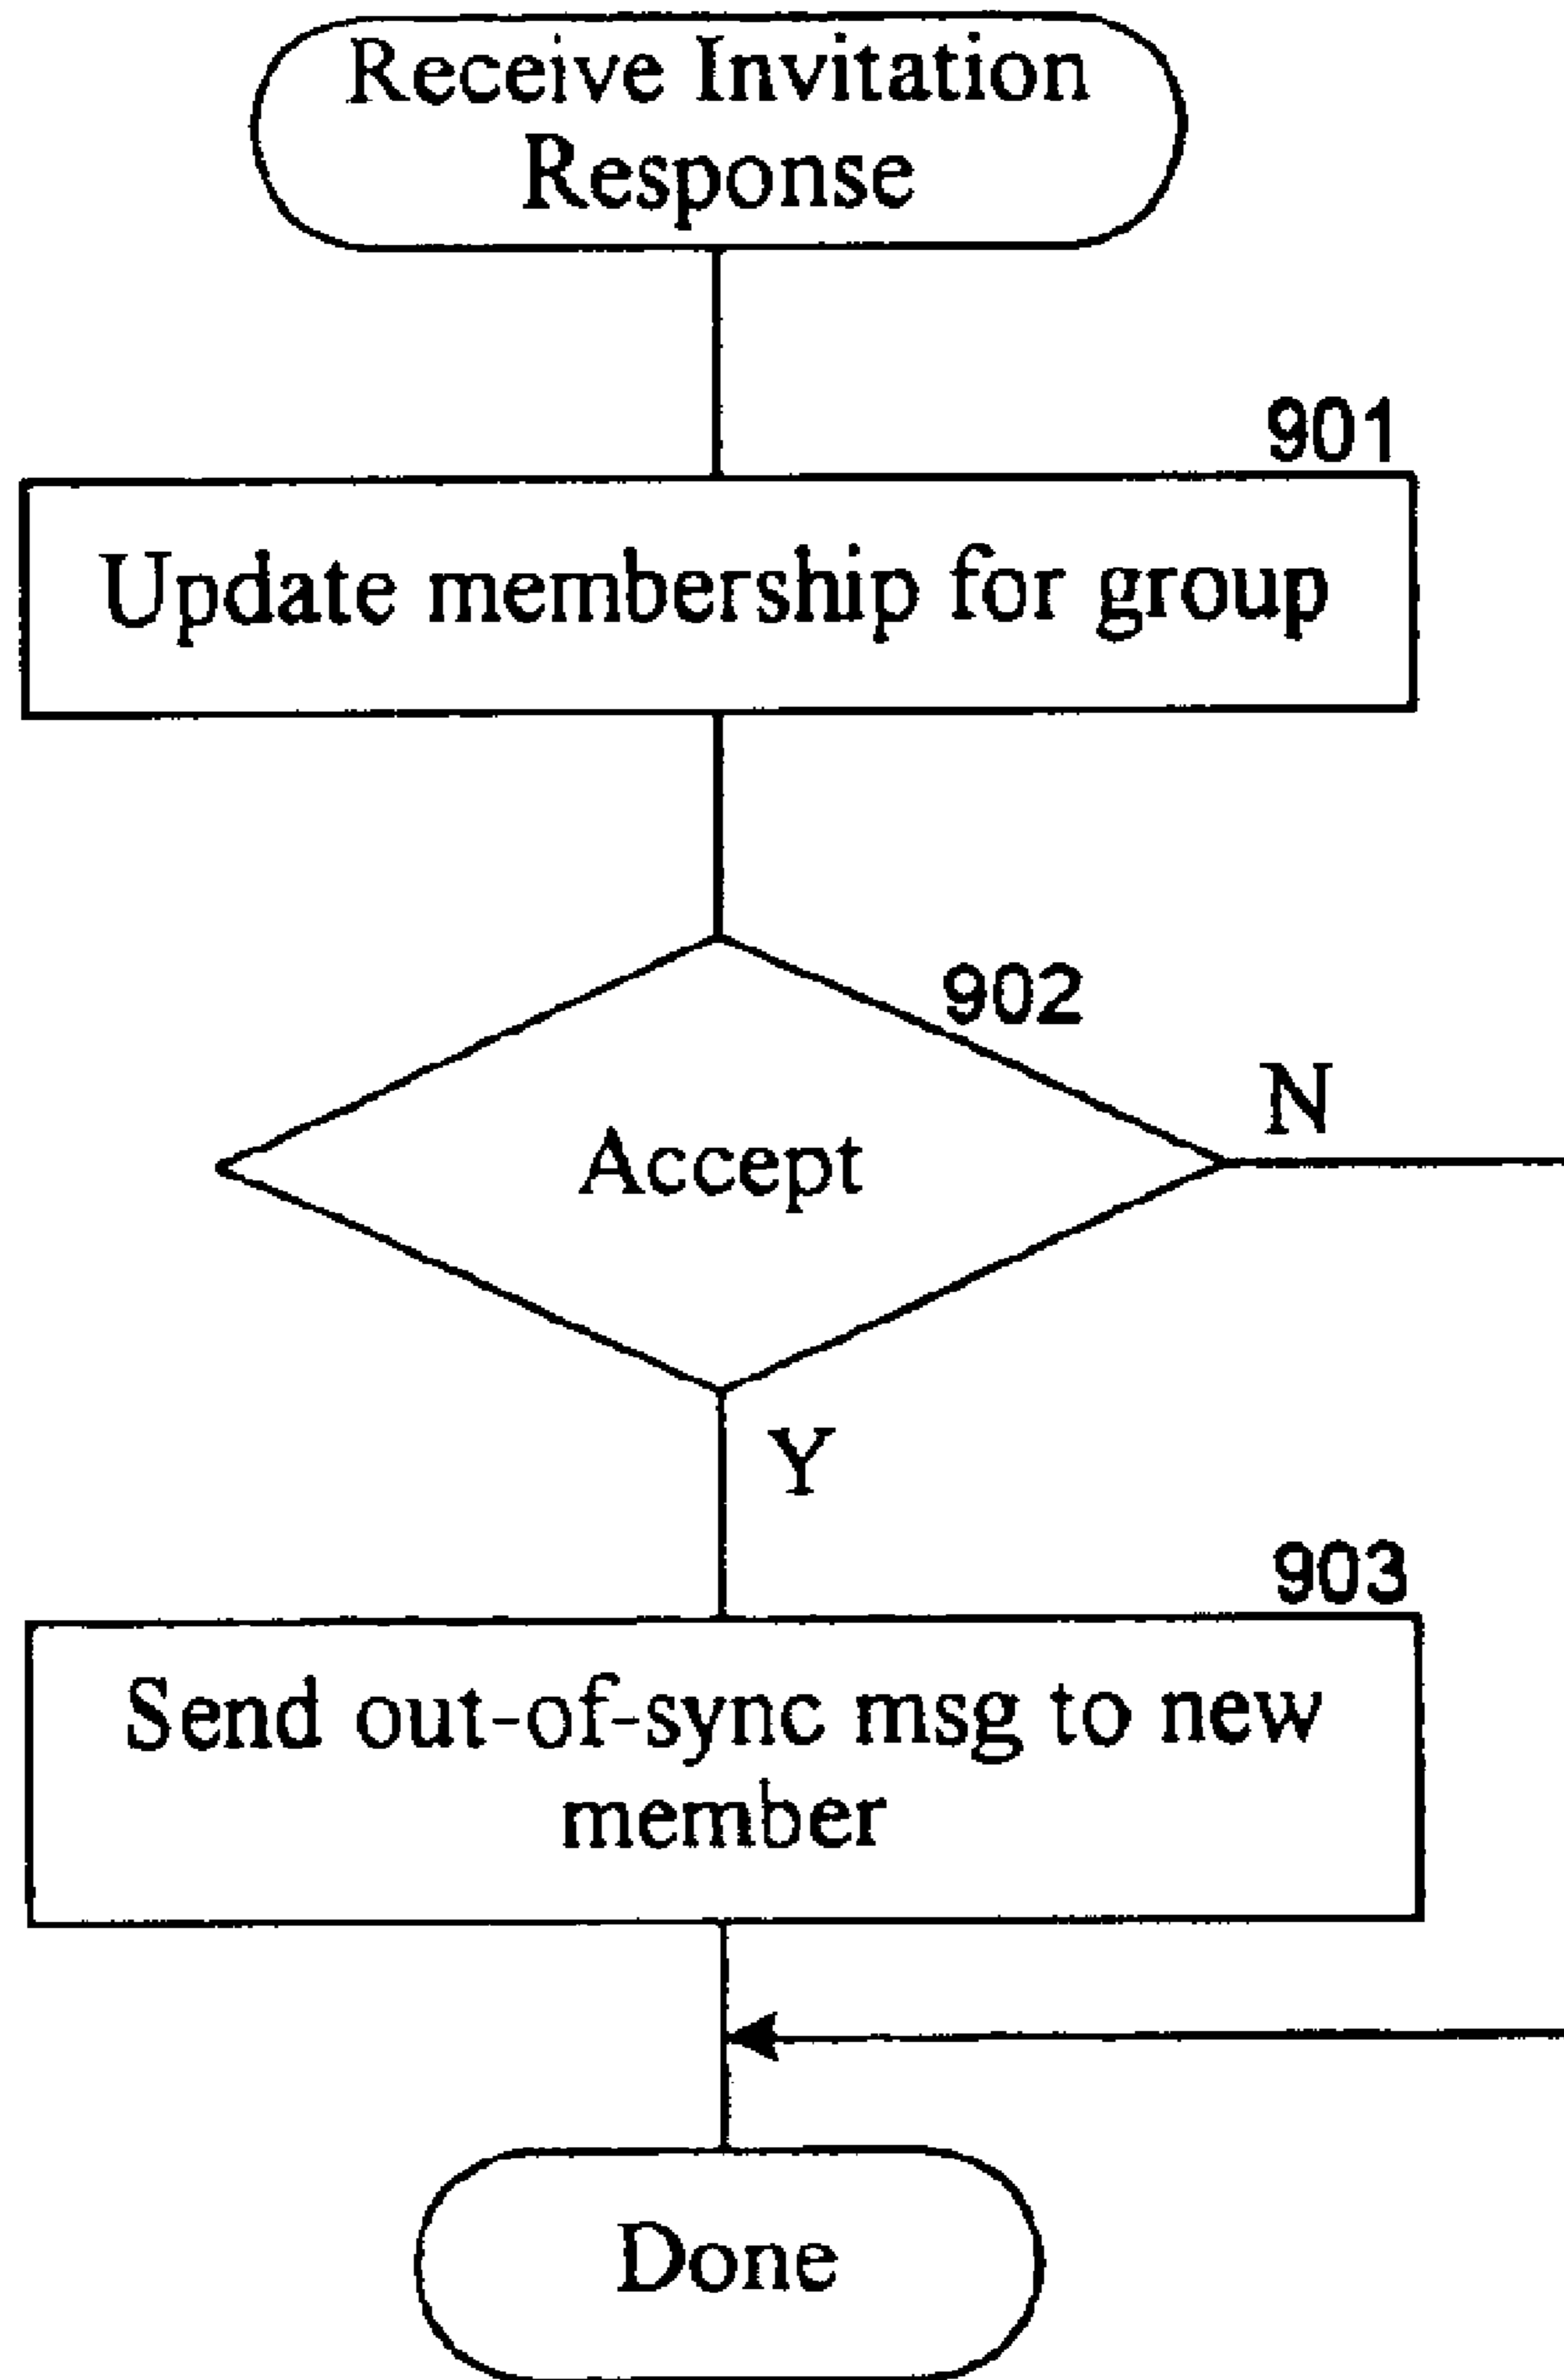 Receive Invitation
Response
901
Update membership for group
902
N
Accept
Y
903
Send out-of-sync msg to new
member
Done